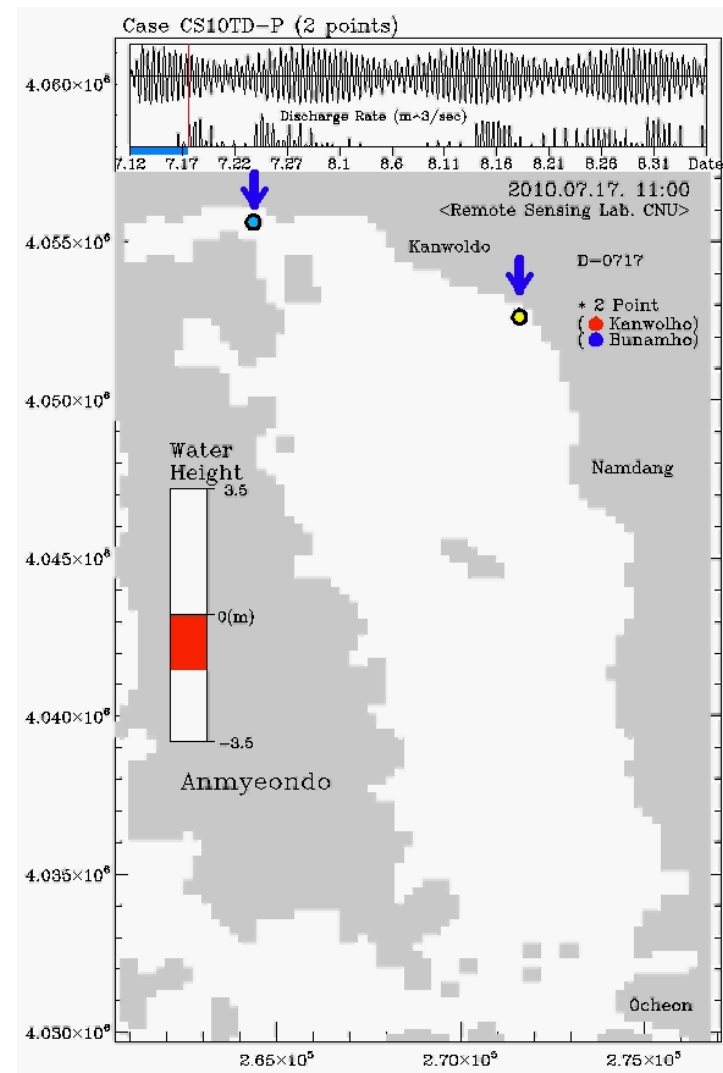 Case CS10TD-P (2 points)
4.060×10⁶
Discharge Rate (m^3/sec)
7.12 7.17 7.22 7.27 8.1 8.6 8.11 8.16 8.21 8.26 8.31 Date
2010.07.17. 11:00
<Remote Sensing Lab. CNU>
4.055×10⁶
Kanwoldo
D-0717
* 2 Point
( Kanwolho)
( Bunamho)
4.050×10⁶
Water
Height
Namdang
3.5
4.045×10⁶
0(m)
4.040×10⁶
-3.5
Anmyeondo
4.035×10⁶
Ocheon
4.030×10⁶
2.65×10⁵ 2.70×10⁵ 2.75×10⁵